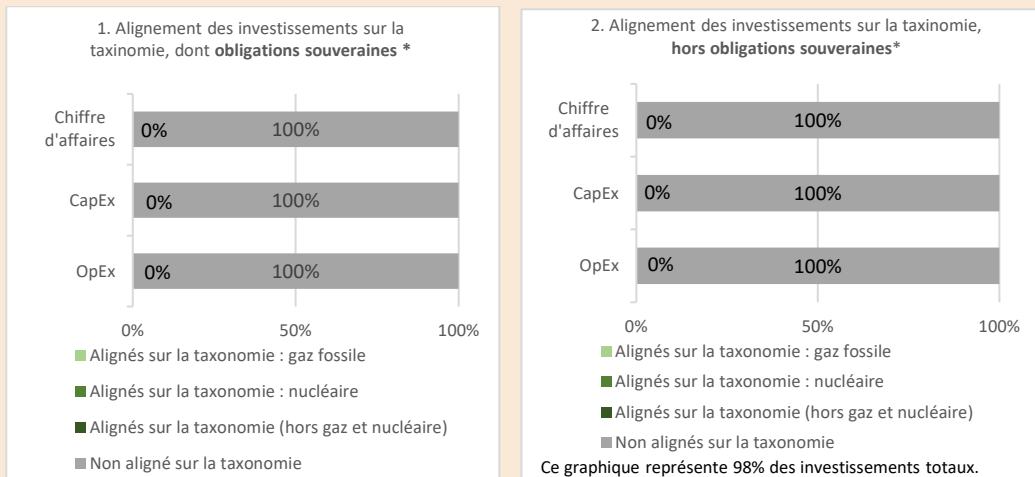 1. Alignement des investissements sur la
taxinomie, dont obligations souveraines *
Chiffre
d'affaires
0%
100%
CapEx
0%
100%
OpEx
0%
100%
0%
50%
100%
Alignés sur la taxonomie : gaz fossile
Alignés sur la taxonomie : nucléaire
Alignés sur la taxonomie (hors gaz et nucléaire)
Non aligné sur la taxonomie
2. Alignement des investissements sur la taxinomie,
hors obligations souveraines*
Chiffre
d'affaires
0%
100%
CapEx
0%
100%
OpEx
0%
100%
0%
50%
100%
Alignés sur la taxonomie : gaz fossile
Alignés sur la taxonomie : nucléaire
Alignés sur la taxonomie (hors gaz et nucléaire)
Non alignés sur la taxonomie
Ce graphique représente 98% des investissements totaux.